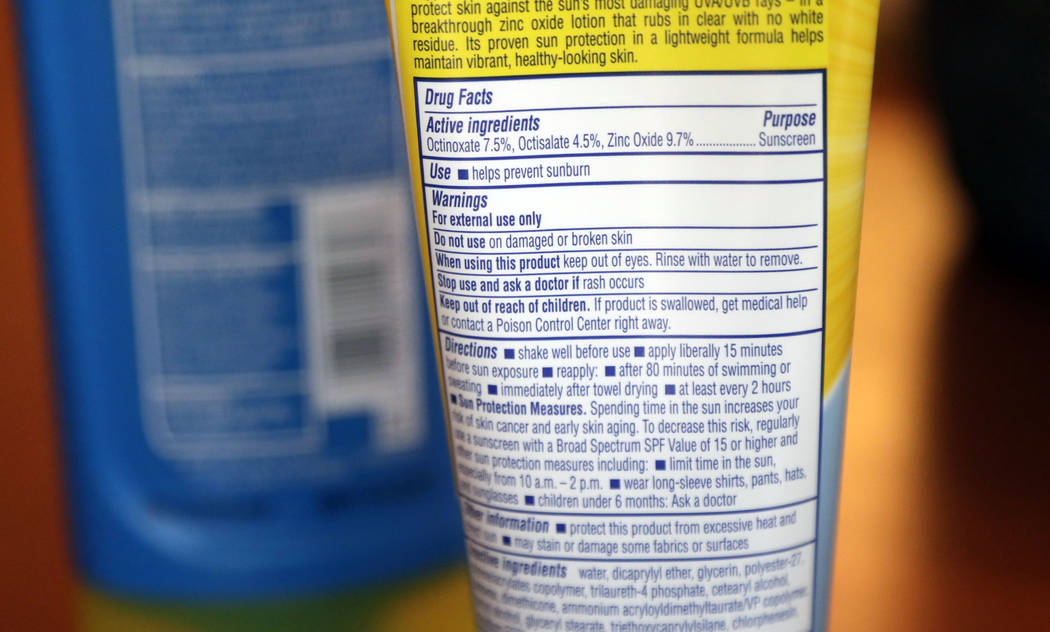 protect skin against the sun's most damaging UVA/UVB rays – in a
breakthrough zinc oxide lotion that rubs in clear with no white
residue. Its proven sun protection in a lightweight formula helps
maintain vibrant, healthy-looking skin.
Drug Facts
Active ingredients Purpose
Octinoxate 7.5%, Octisalate 4.5%, Zinc Oxide 9.7%.................. Sunscreen
Use ■ helps prevent sunburn
Warnings
For external use only
Do not use on damaged or broken skin
When using this product keep out of eyes. Rinse with water to remove.
Stop use and ask a doctor if rash occurs
Keep out of reach of children. If product is swallowed, get medical help
or contact a Poison Control Center right away.
Directions ■ shake well before use ■ apply liberally 15 minutes
before sun exposure ■ reapply: ■ after 80 minutes of swimming or
sweating ■ immediately after towel drying ■ at least every 2 hours
■ Sun Protection Measures. Spending time in the sun increases your
risk of skin cancer and early skin aging. To decrease this risk, regularly
use a sunscreen with a Broad Spectrum SPF Value of 15 or higher and
other sun protection measures including: ■ limit time in the sun,
especially from 10 a.m. – 2 p.m. ■ wear long-sleeve shirts, pants, hats,
and sunglasses ■ children under 6 months: Ask a doctor
Other information ■ protect this product from excessive heat and
sun ■ may stain or damage some fabrics or surfaces
ingredients water, dicaprylyl ether, glycerin, polyester-27,
copolymer, trilaureth-4 phosphate, cetearyl alcohol,
dimethicone, ammonium acryloyldimethyltaurate/VP copolymer,
glyceryl stearate, triethoxycaprylylsilane, chlorphenesin,